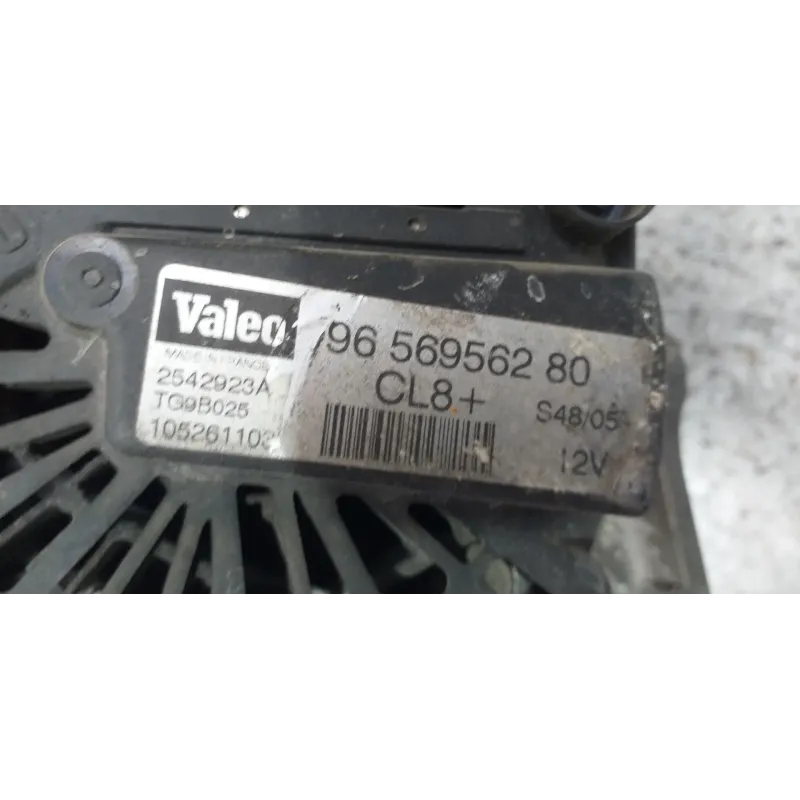 Valeo
MADE IN FRANCE
2542923A
TG9B025
105261103
96 569562 80
CL8+
S48/05
12V